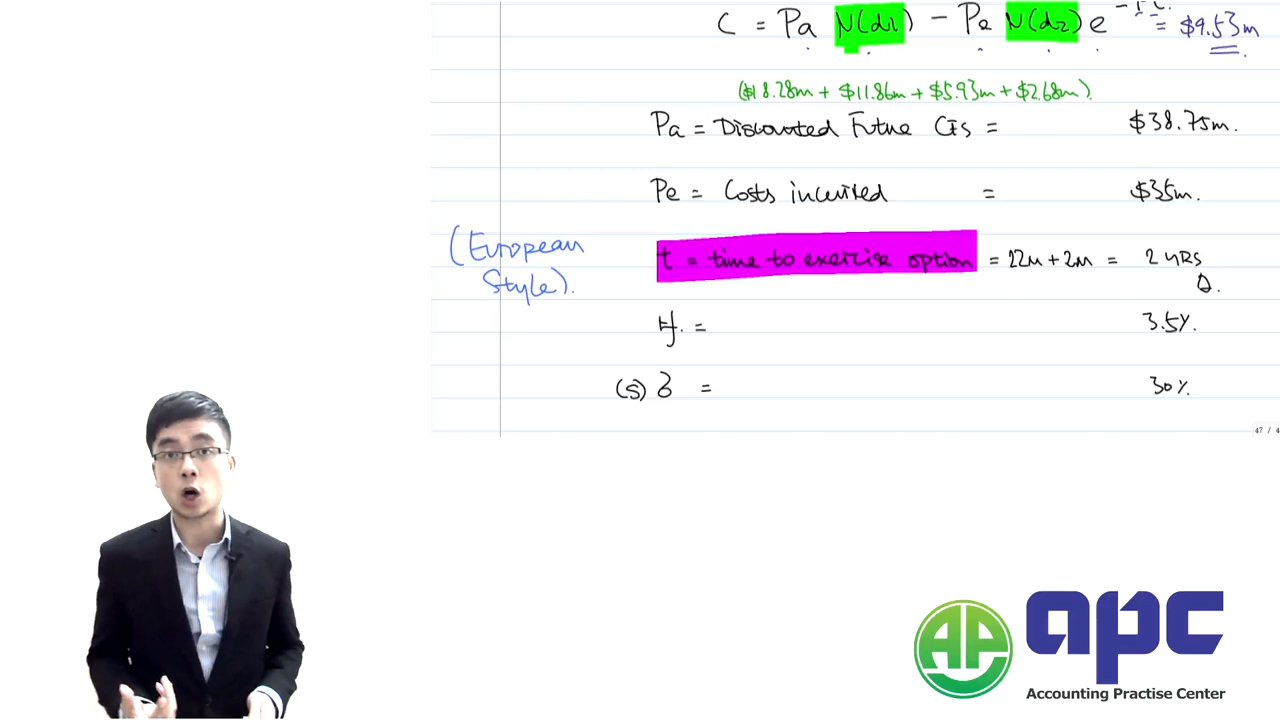 C = Pa N(d1) − Pe N(d2) e = $9.53m
($18.28m + $11.86m + $5.93m + $2.68m).
Pa = Discounted Future CFs = $38.75m.
Pe = Costs incurred = $35m.
(European Style).
t = time to exercise option = 22m + 2m = 2 YRS
= 3.5%.
(s) = 30%.
47 / 4
AP
apc
Accounting Practise Center